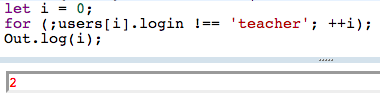 let i = 0;
for (;users[i].login !== 'teacher'; ++i);
Out.log(i);
2